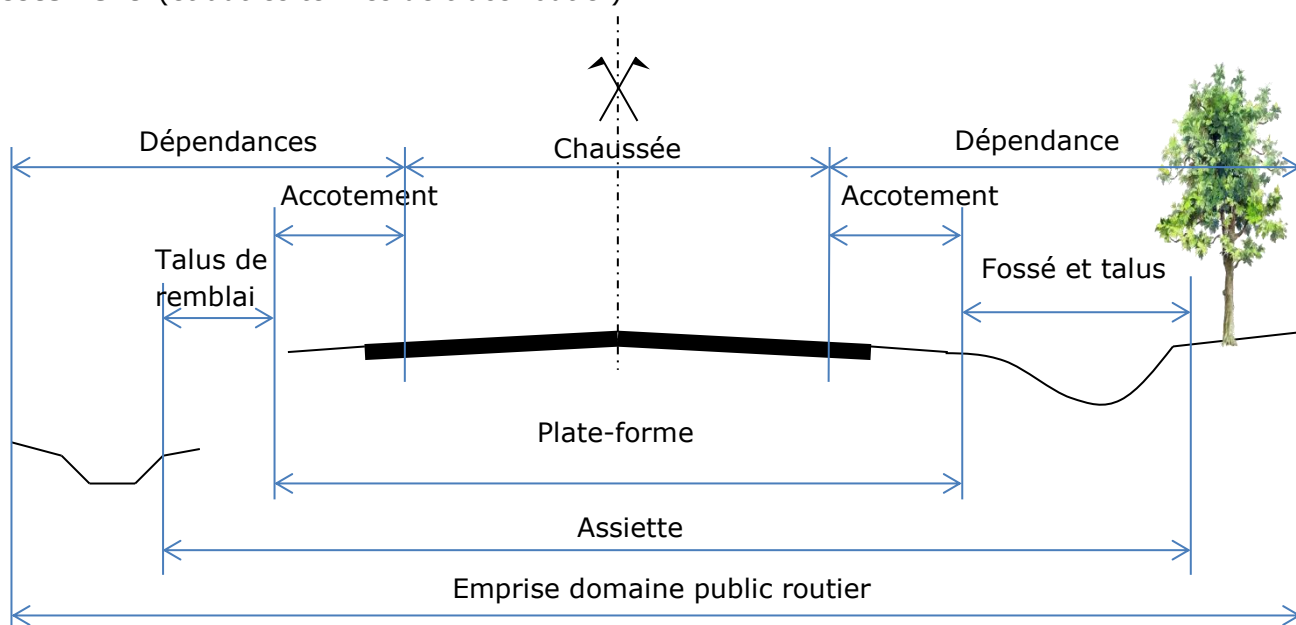 Dépendances
Chaussée
Dépendance
Accotement
Accotement
Talus de
remblai
Fossé et talus
Plate-forme
Assiette
Emprise domaine public routier